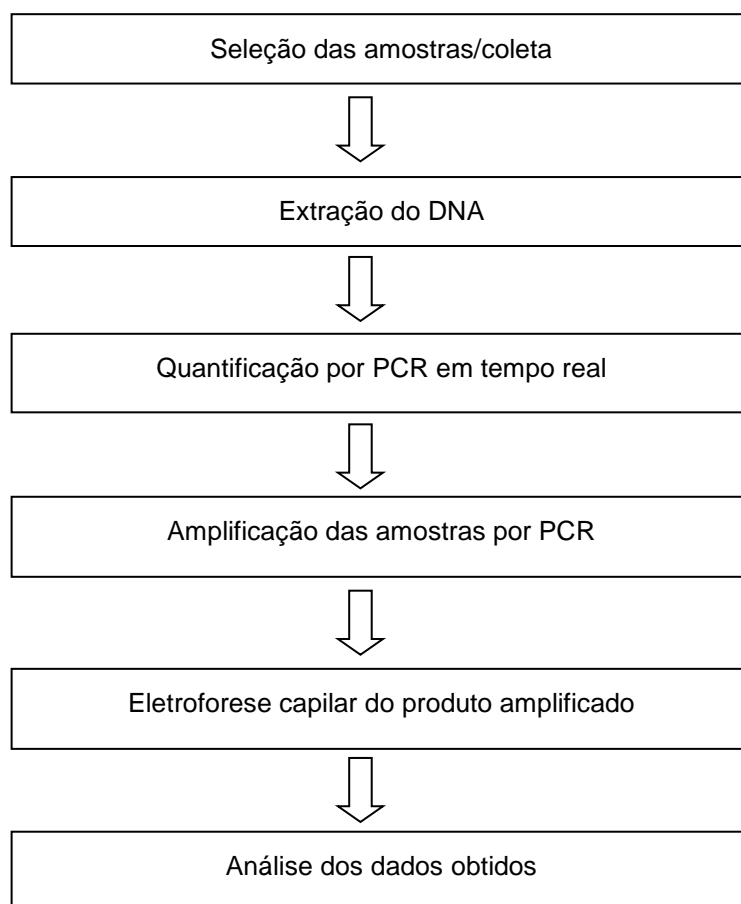 Seleção das amostras/coleta
Extração do DNA
Quantificação por PCR em tempo real
Amplificação das amostras por PCR
Eletroforese capilar do produto amplificado
Análise dos dados obtidos